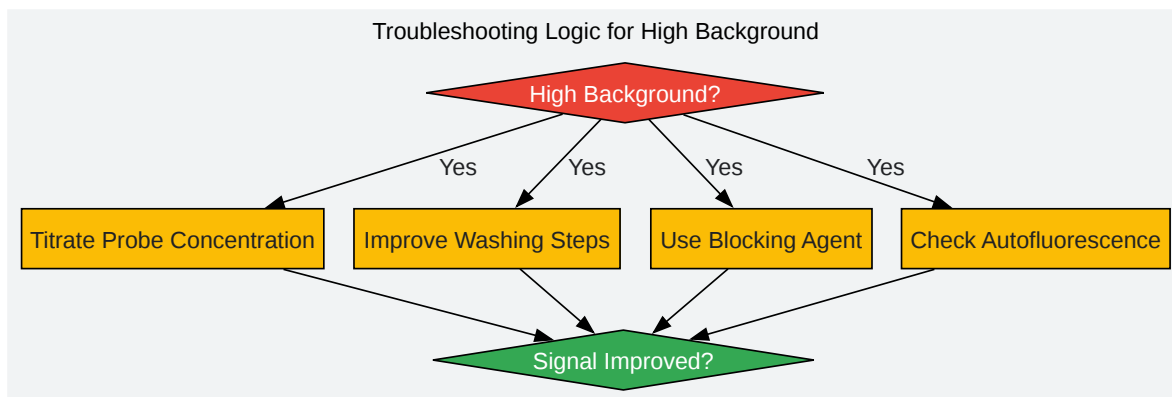 Troubleshooting Logic for High Background
High Background?
Yes
Yes
Yes
Yes
Titrate Probe Concentration
Improve Washing Steps
Use Blocking Agent
Check Autofluorescence
Signal Improved?